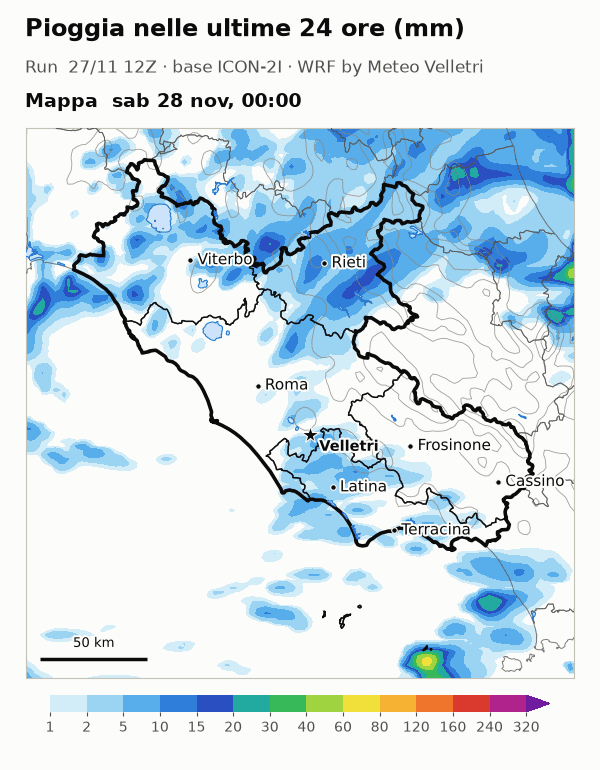 Pioggia nelle ultime 24 ore (mm)
Run  27/11 12Z · base ICON-2I · WRF by Meteo Velletri
Mappa  sab 28 nov, 00:00
Viterbo
Rieti
Roma
Velletri
Frosinone
Latina
Cassino
Terracina
50 km
1 2 5 10 15 20 30 40 60 80 120 160 240 320